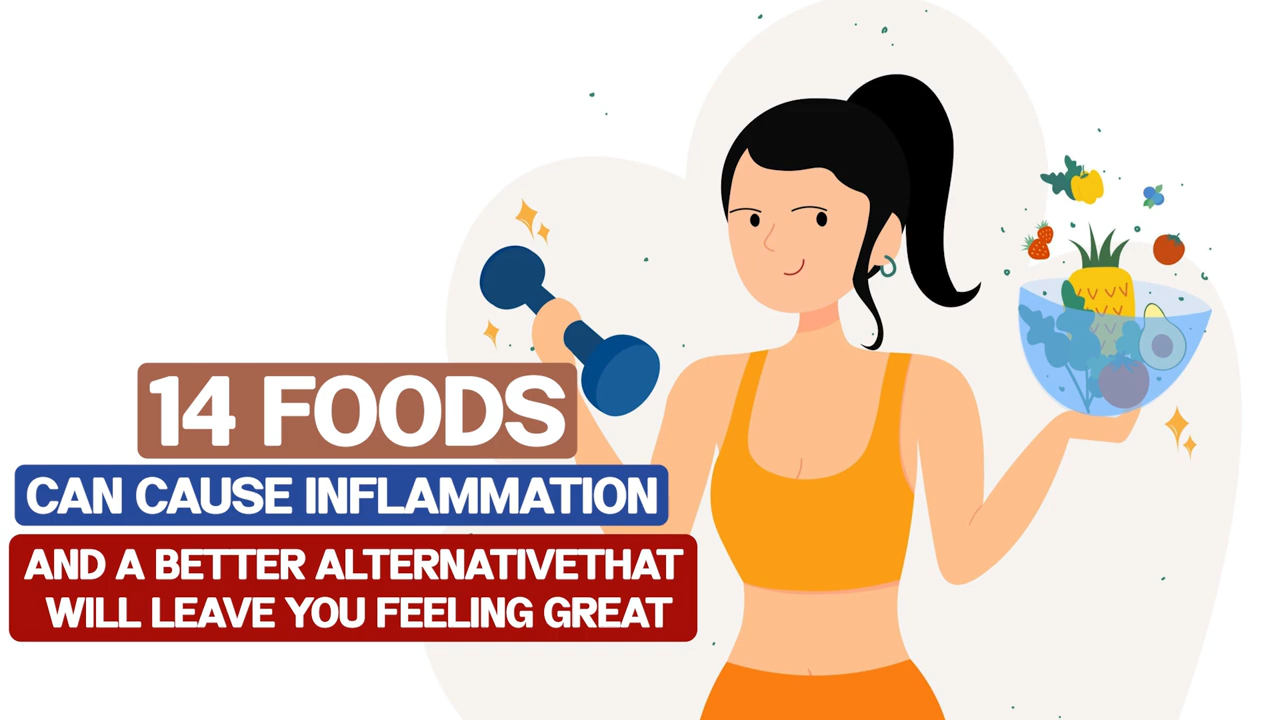 14 FOODS
CAN CAUSE INFLAMMATION
AND A BETTER ALTERNATIVETHAT
WILL LEAVE YOU FEELING GREAT